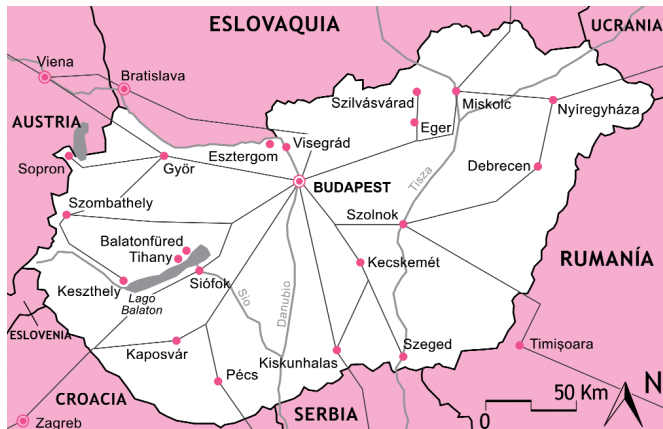 ESLOVAQUIA
UCRANIA
Viena
Bratislava
Szilvásvárad
Miskolc
Nyíregyháza
AUSTRIA
Eger
Visegrád
Esztergom
Sopron
Györ
Debrecen
Tisza
BUDAPEST
Szombathely
Szolnok
Balatonfüred
Tihany
Kecskemét
RUMANÍA
Keszthely
Lago
Balaton
Siófok
Sio
Danubio
ESLOVENIA
Kaposvár
Kiskunhalas
Szeged
Timișoara
Pécs
CROACIA
SERBIA
50 Km
N
0
Zagreb